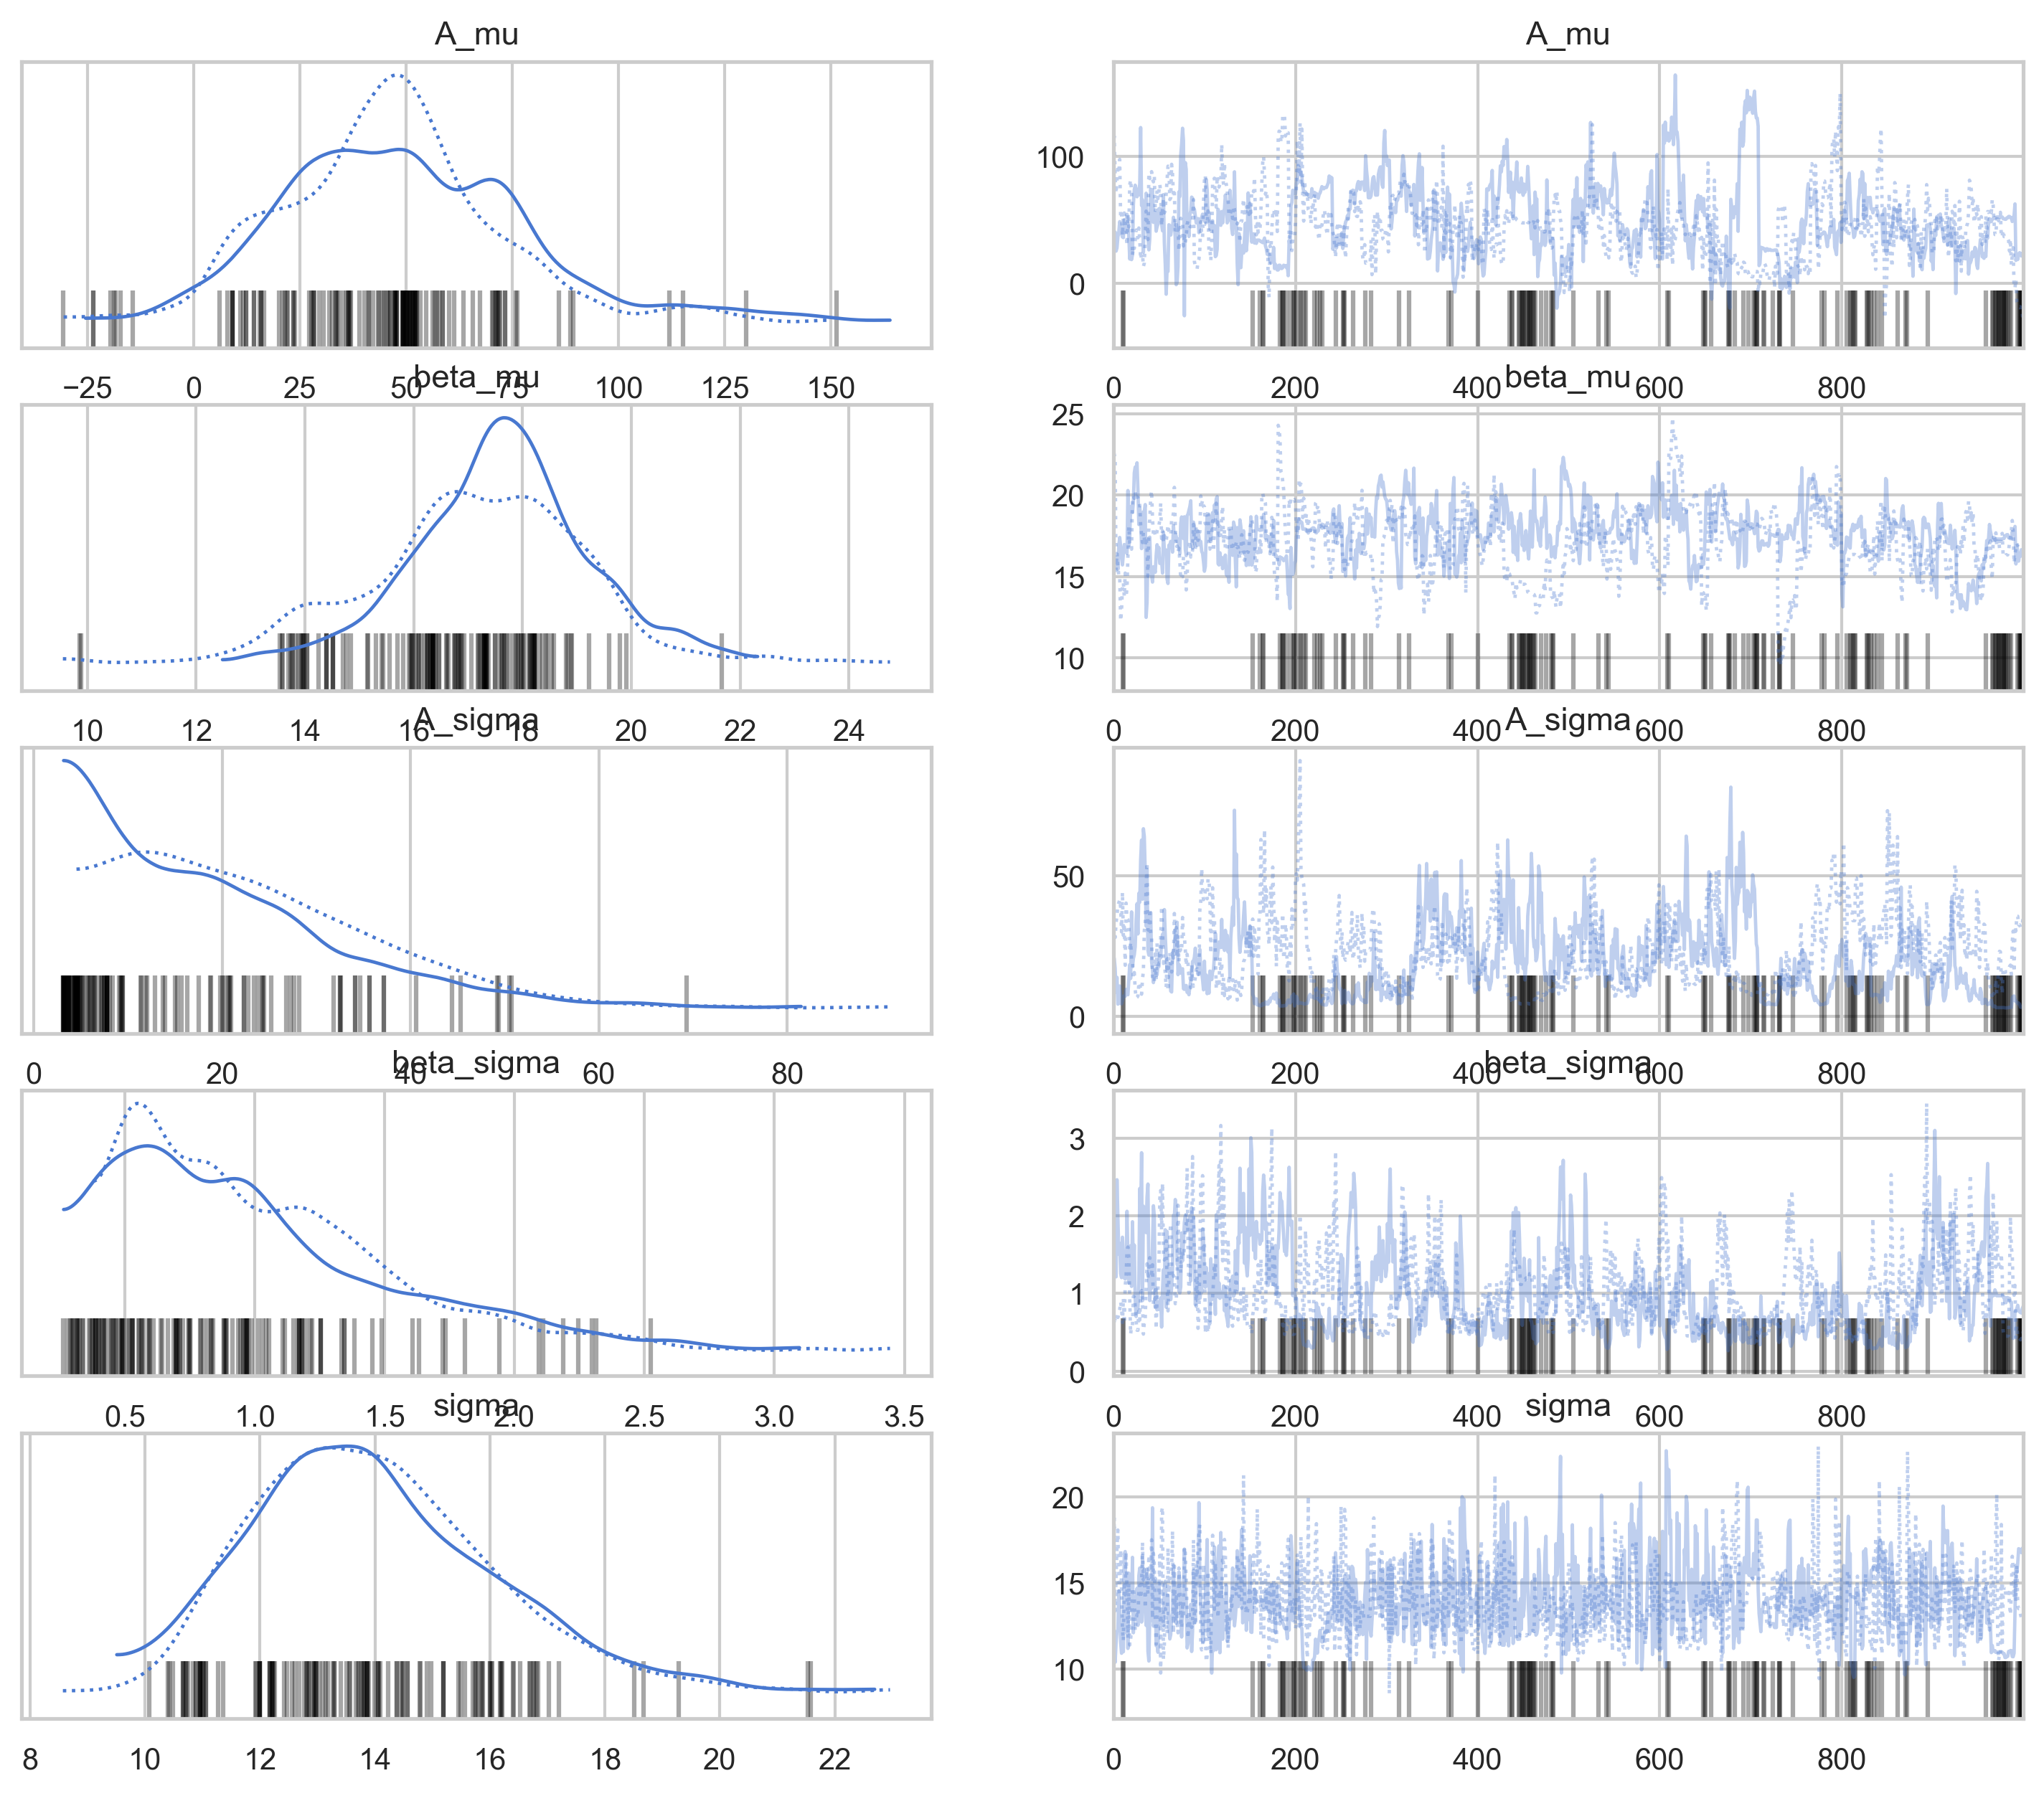 A_mu A_mu
100
0
−25 0 25 50 75 100 125 150 0 200 400 600 800
beta_mu beta_mu
25
20
15
10
10 12 14 16 18 20 22 24 0 200 400 600 800
A_sigma A_sigma
50
0
0 20 40 60 80 0 200 400 600 800
beta_sigma beta_sigma
3
2
1
0
0.5 1.0 1.5 2.0 2.5 3.0 3.5 0 200 400 600 800
sigma sigma
20
15
10
8 10 12 14 16 18 20 22 0 200 400 600 800